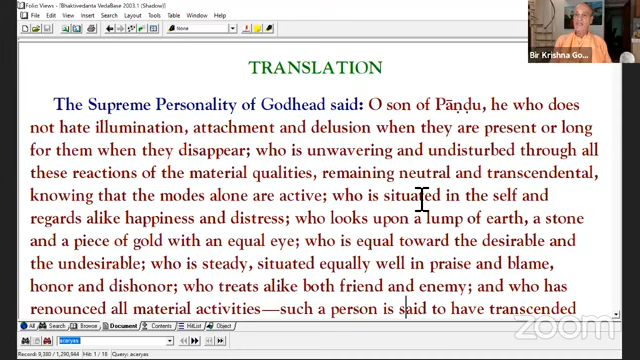 Folio Views - [Bhaktivedanta VedaBase 2003.1 (Shadow)]
File Edit View Search Layout Insert Tools Window Help
None
TRANSLATION
The Supreme Personality of Godhead said: O son of Pāṇḍu, he who does
not hate illumination, attachment and delusion when they are present or long
for them when they disappear; who is unwavering and undisturbed through all
these reactions of the material qualities, remaining neutral and transcendental,
knowing that the modes alone are active; who is situated in the self and
regards alike happiness and distress; who looks upon a lump of earth, a stone
and a piece of gold with an equal eye; who is equal toward the desirable and
the undesirable; who is steady, situated equally well in praise and blame,
honor and dishonor; who treats alike both friend and enemy; and who has
renounced all material activities—such a person is said to have transcended
All Browse Document Contents HitList Object
acaryas
Record: 9,380 / 1,290,944 Hit: 1 / 18 Query: acaryas
Bir Krishna Go...
zoom